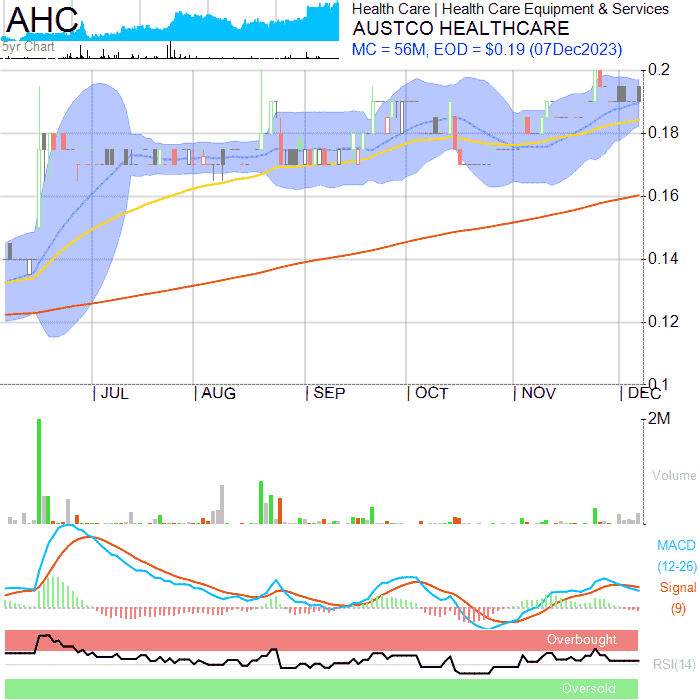 AHC
5yr Chart
Health Care | Health Care Equipment & Services
AUSTCO HEALTHCARE
MC = 56M, EOD = $0.19 (07Dec2023)
0.2
0.18
0.16
0.14
0.12
0.1
JUL AUG SEP OCT NOV DEC
2M
Volume
MACD
(12-26)
Signal
(9)
Overbought
RSI(14)
Oversold